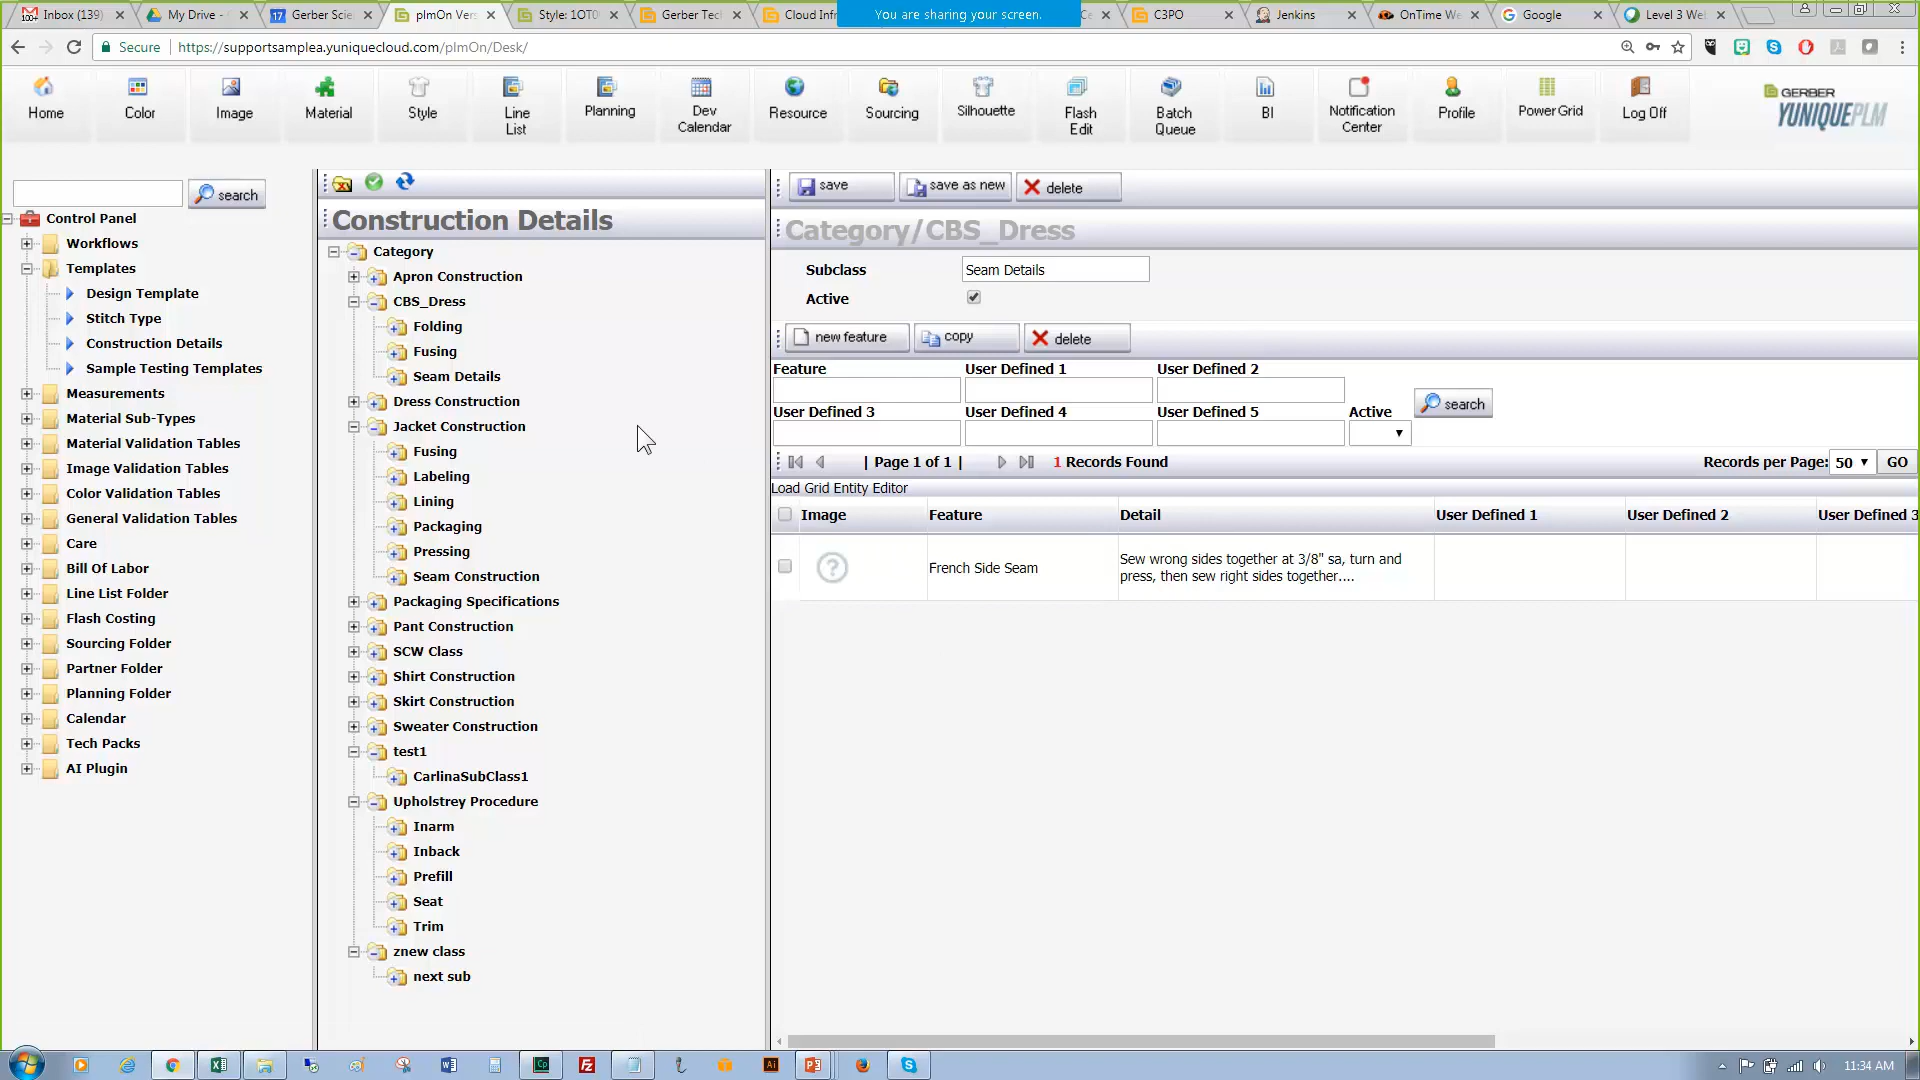 Inbox (139)
My Drive -
Gerber Scie
plmOn Vers
Style: 1OT0
Gerber Tec
Cloud Infr
You are sharing your screen.
C3PO
Jenkins
OnTime We
Google
Level 3 Wel
Secure | https://supportsamplea.yuniquecloud.com/plmOn/Desk/
Home
Color
Image
Material
Style
Line List
Planning
Dev Calendar
Resource
Sourcing
Silhouette
Flash Edit
Batch Queue
BI
Notification Center
Profile
Power Grid
Log Off
GERBER
YUNIQUEPLM
search
Control Panel
Workflows
Templates
Design Template
Stitch Type
Construction Details
Sample Testing Templates
Measurements
Material Sub-Types
Material Validation Tables
Image Validation Tables
Color Validation Tables
General Validation Tables
Care
Bill Of Labor
Line List Folder
Flash Costing
Sourcing Folder
Partner Folder
Planning Folder
Calendar
Tech Packs
AI Plugin
Construction Details
Category
Apron Construction
CBS_Dress
Folding
Fusing
Seam Details
Dress Construction
Jacket Construction
Fusing
Labeling
Lining
Packaging
Pressing
Seam Construction
Packaging Specifications
Pant Construction
SCW Class
Shirt Construction
Skirt Construction
Sweater Construction
test1
CarlinaSubClass1
Upholstrey Procedure
Inarm
Inback
Prefill
Seat
Trim
znew class
next sub
save
save as new
delete
Category/CBS_Dress
Subclass Seam Details
Active
new feature
copy
delete
Feature User Defined 1 User Defined 2
User Defined 3 User Defined 4 User Defined 5 Active
search
| Page 1 of 1 | 1 Records Found Records per Page: 50 GO
Load Grid Entity Editor
Image Feature Detail User Defined 1 User Defined 2 User Defined 3
French Side Seam
Sew wrong sides together at 3/8" sa, turn and
press, then sew right sides together....
11:34 AM